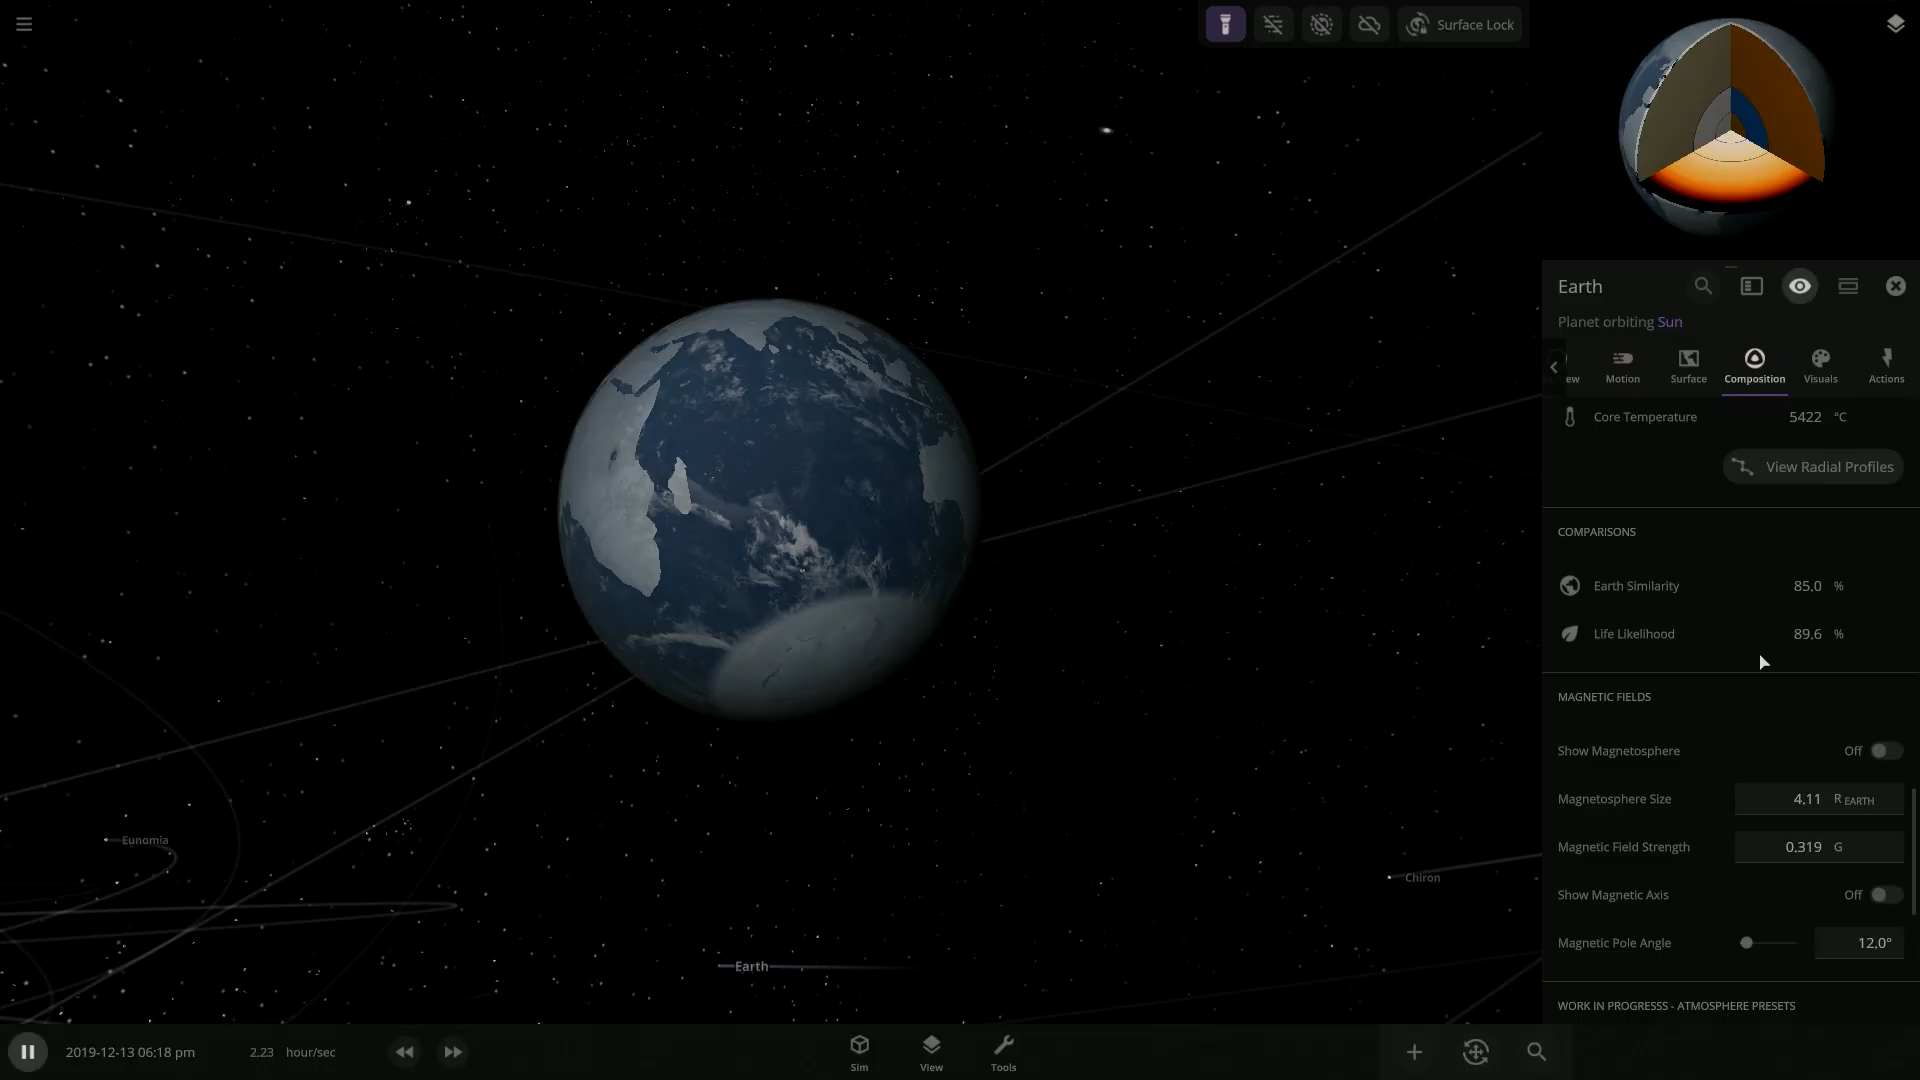 Surface Lock
Earth
Planet orbiting Sun
ew
Motion
Surface
Composition
Visuals
Actions
Core Temperature 5422 °C
View Radial Profiles
COMPARISONS
Earth Similarity 85.0 %
Life Likelihood 89.6 %
MAGNETIC FIELDS
Show Magnetosphere Off
Magnetosphere Size 4.11 R EARTH
Magnetic Field Strength 0.319 G
Show Magnetic Axis Off
Magnetic Pole Angle 12.0°
WORK IN PROGRESSS - ATMOSPHERE PRESETS
Eunomia
Chiron
Earth
2019-12-13 06:18 pm 2.23 hour/sec
Sim
View
Tools